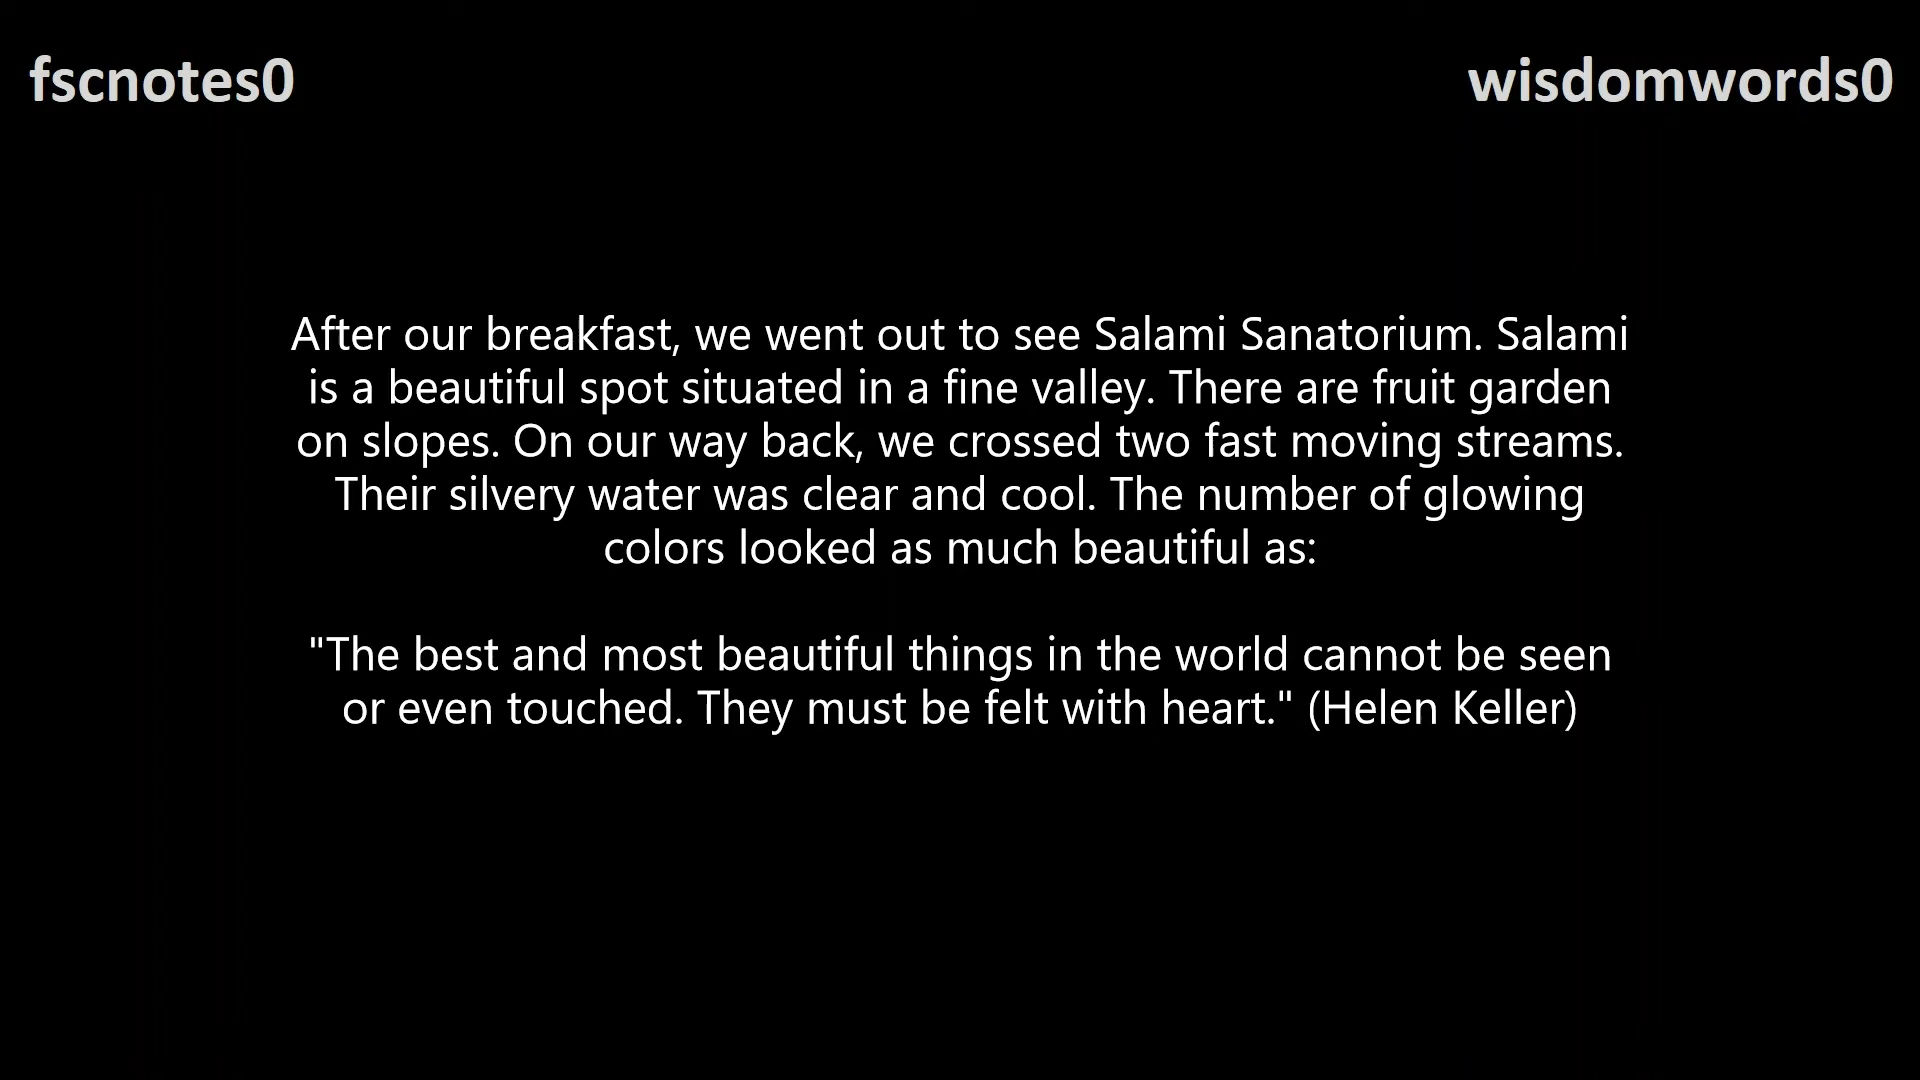 fscnotes0
wisdomwords0
After our breakfast, we went out to see Salami Sanatorium. Salami
is a beautiful spot situated in a fine valley. There are fruit garden
on slopes. On our way back, we crossed two fast moving streams.
Their silvery water was clear and cool. The number of glowing
colors looked as much beautiful as:
"The best and most beautiful things in the world cannot be seen
or even touched. They must be felt with heart." (Helen Keller)